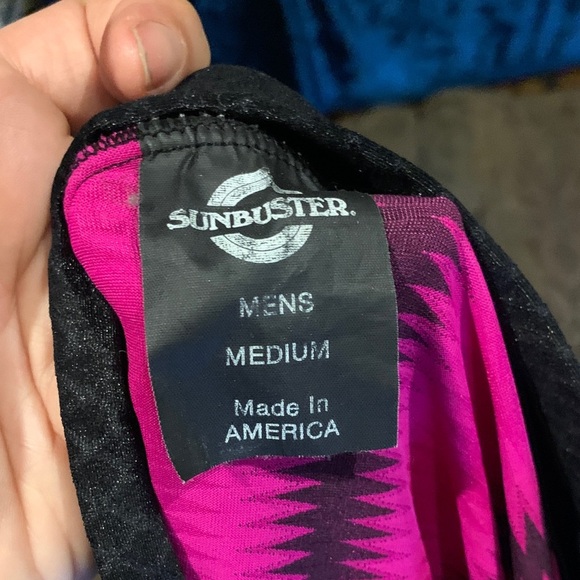 SUNBUSTER.
MENS
MEDIUM
Made In
AMERICA